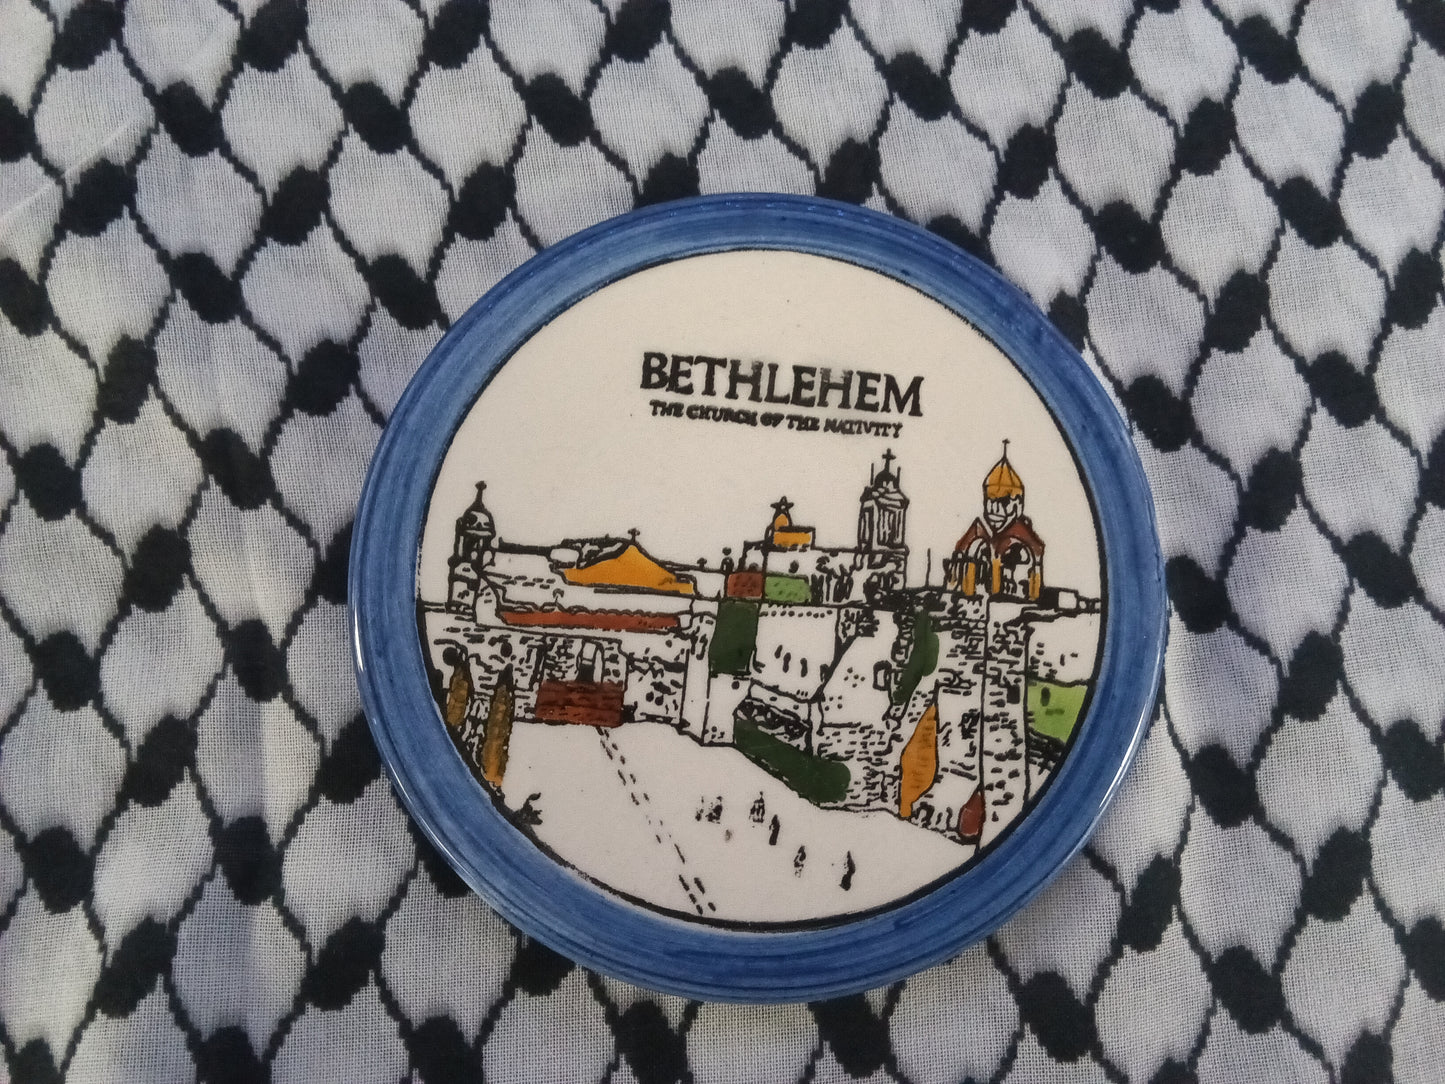 BETHLEHEM
THE CHURCH OF THE NATIVITY